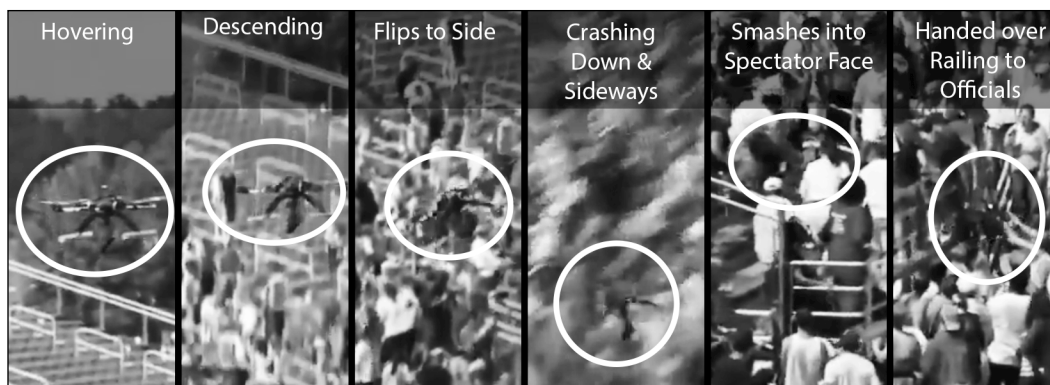 Hovering
Descending
Flips to Side
Crashing
Down &
Sideways
Smashes into
Spectator Face
Handed over
Railing to
Officials